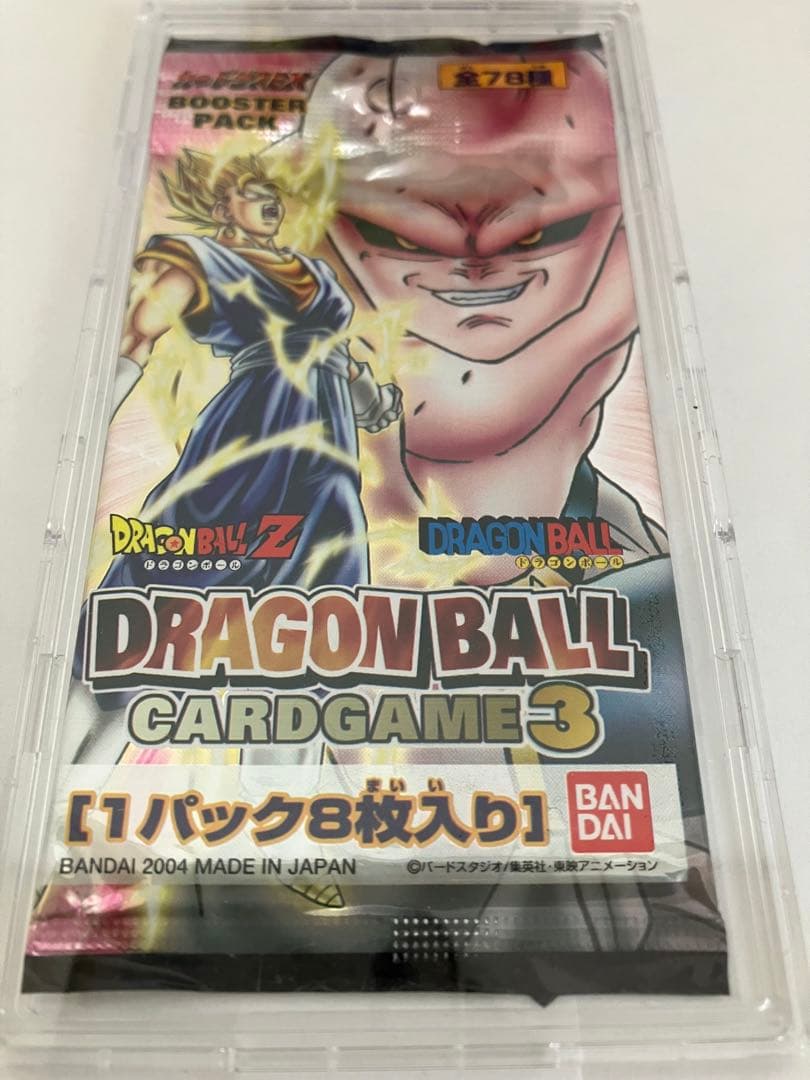 全78種
BOOSTER
PACK
DRAGON BALL Z
ドラゴンボール
DRAGON BALL
ドラゴンボール
DRAGON BALL
CARDGAME 3
まい い
[1パック8枚入り]
BAN
DAI
BANDAI 2004 MADE IN JAPAN
©バードスタジオ/集英社・東映アニメーション